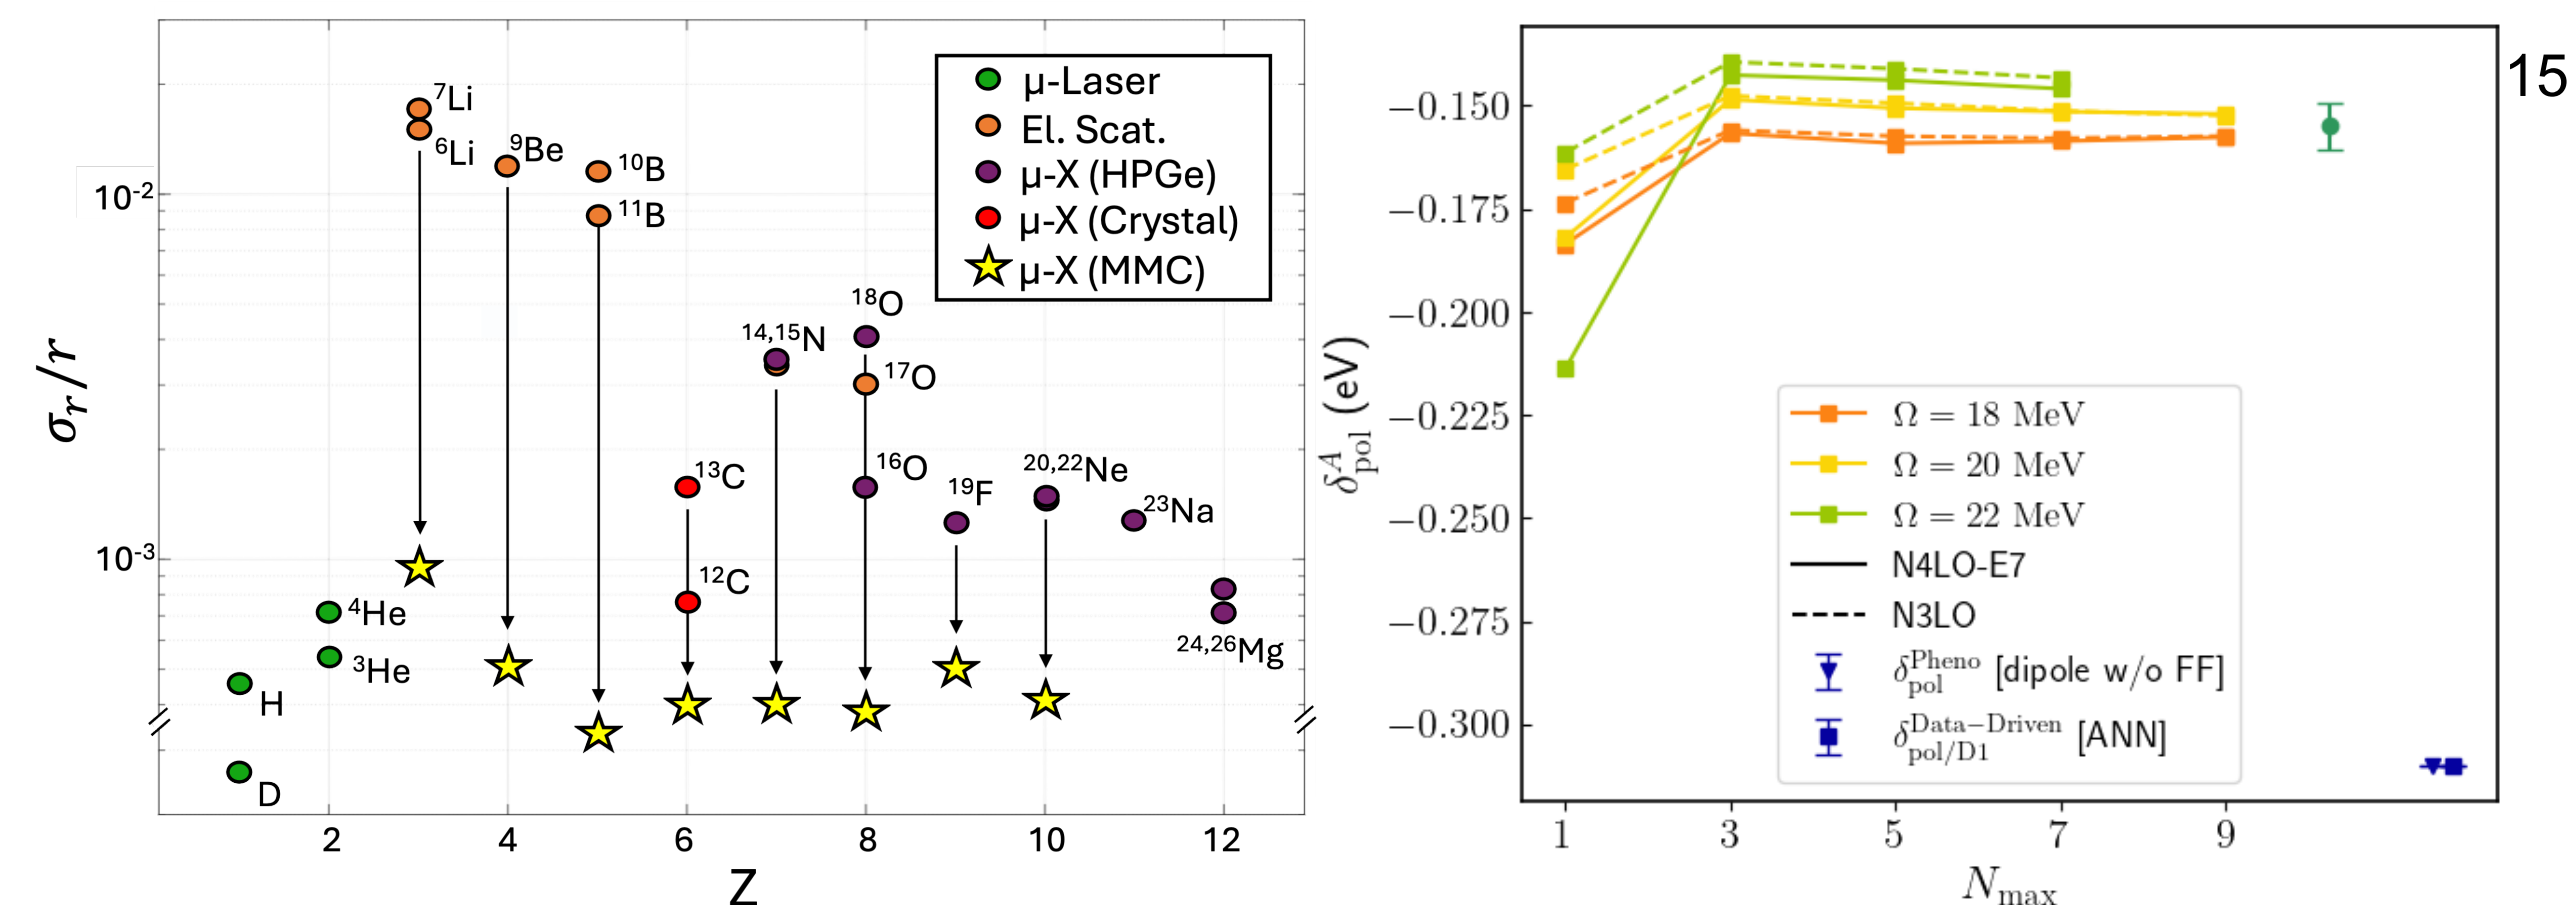 μ-Laser
El. Scat.
μ-X (HPGe)
μ-X (Crystal)
μ-X (MMC)
⁷Li
⁶Li
⁹Be
¹⁰B
¹¹B
¹⁸O
¹⁴,¹⁵N
¹⁷O
¹⁶O
¹³C
¹²C
¹⁹F
²⁰,²²Ne
²³Na
²⁴,²⁶Mg
⁴He
³He
H
D
10⁻²
10⁻³
σᵣ/r
2 4 6 8 10 12
Z
15
−0.150
−0.175
−0.200
−0.225
−0.250
−0.275
−0.300
δ^A_pol (eV)
Ω = 18 MeV
Ω = 20 MeV
Ω = 22 MeV
N4LO-E7
N3LO
δ^Pheno_pol [dipole w/o FF]
δ^Data−Driven_pol/D1 [ANN]
1 3 5 7 9
N_max